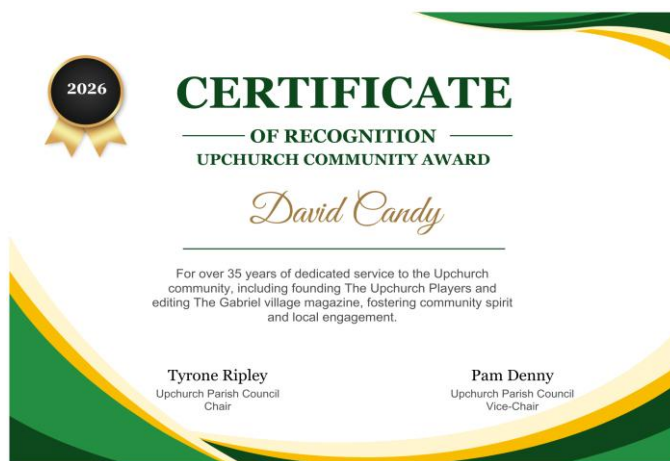 2026
CERTIFICATE
OF RECOGNITION
UPCHURCH COMMUNITY AWARD
David Candy
For over 35 years of dedicated service to the Upchurch
community, including founding The Upchurch Players and
editing The Gabriel village magazine, fostering community spirit
and local engagement.
Tyrone Ripley
Upchurch Parish Council
Chair
Pam Denny
Upchurch Parish Council
Vice-Chair